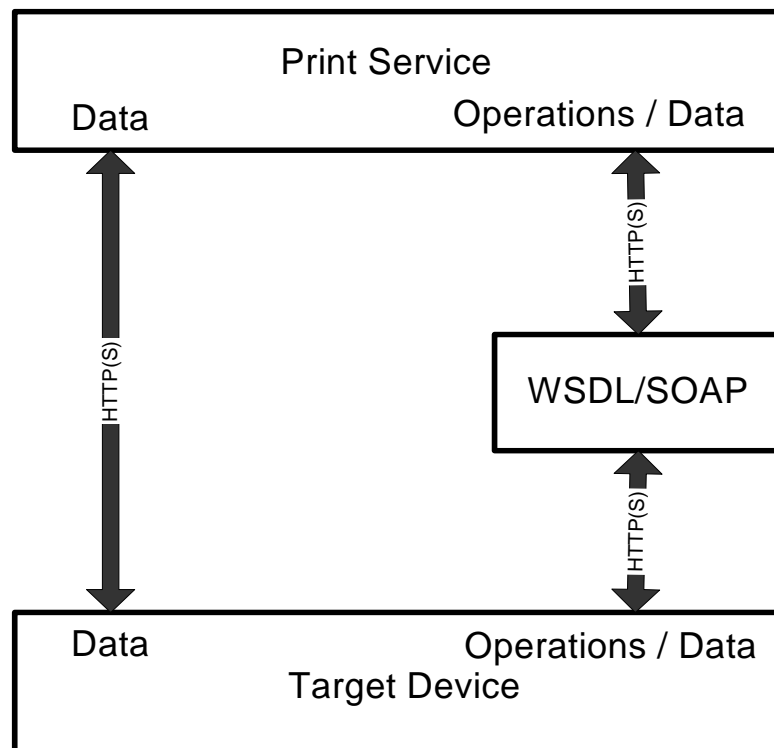 Print Service
Data
Operations / Data
HTTP(S)
HTTP(S)
WSDL/SOAP
HTTP(S)
Data
Operations / Data
Target Device